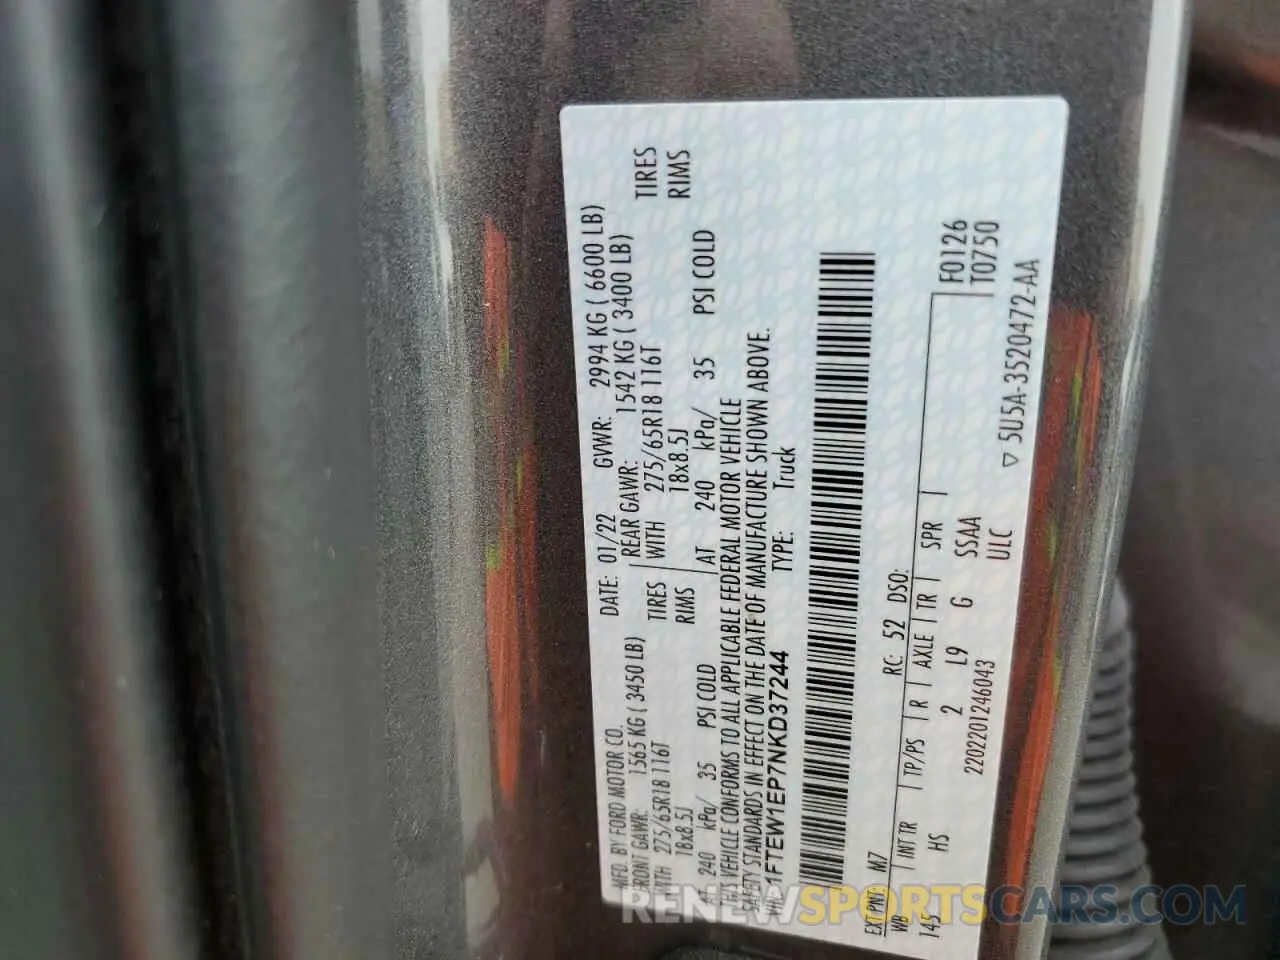 MFD. BY FORD MOTOR CO.
DATE: 01/22 GVWR: 2994 KG ( 6600 LB)
FRONT GAWR: 1565 KG ( 3450 LB) REAR GAWR: 1542 KG ( 3400 LB)
WITH 275/65R18 116T TIRES WITH 275/65R18 116T TIRES
18x8.5J RIMS 18x8.5J RIMS
AT 240 kPa/ 35 PSI COLD AT 240 kPa/ 35 PSI COLD
THIS VEHICLE CONFORMS TO ALL APPLICABLE FEDERAL MOTOR VEHICLE
SAFETY STANDARDS IN EFFECT ON THE DATE OF MANUFACTURE SHOWN ABOVE.
VIN: 1FTEW1EP7NKD37244 TYPE: Truck
EXT PNT: M7 RC: 52 DSO:
WB INT TR TP/PS R AXLE TR SPR
145 HS 2 L9 G SSAA
F0126
T0750
2202201246043 ULC
▽ 5U5A-3520472-AA
RENEWSPORTSCARS.COM